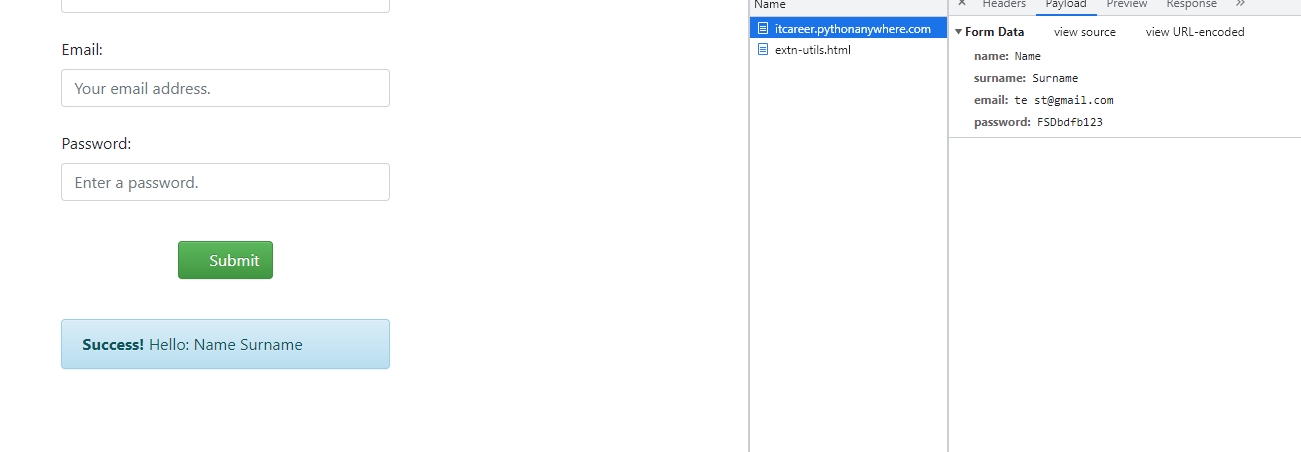 Email:
Your email address.
Password:
Enter a password.
Submit
Success! Hello: Name Surname
Name
itcareer.pythonanywhere.com
extn-utils.html
× Headers Payload Preview Response »
Form Data view source view URL-encoded
name: Name
surname: Surname
email: te st@gmail.com
password: FSDbdfb123